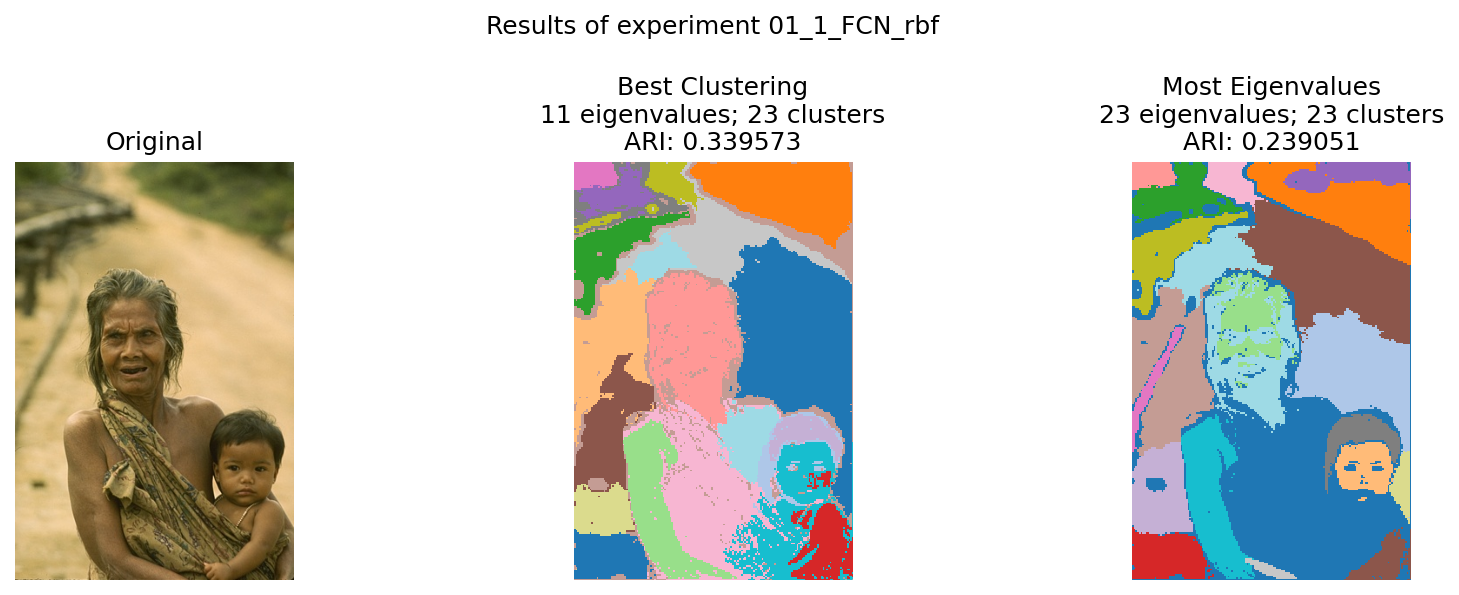 Results of experiment 01_1_FCN_rbf
Original
Best Clustering
11 eigenvalues; 23 clusters
ARI: 0.339573
Most Eigenvalues
23 eigenvalues; 23 clusters
ARI: 0.239051